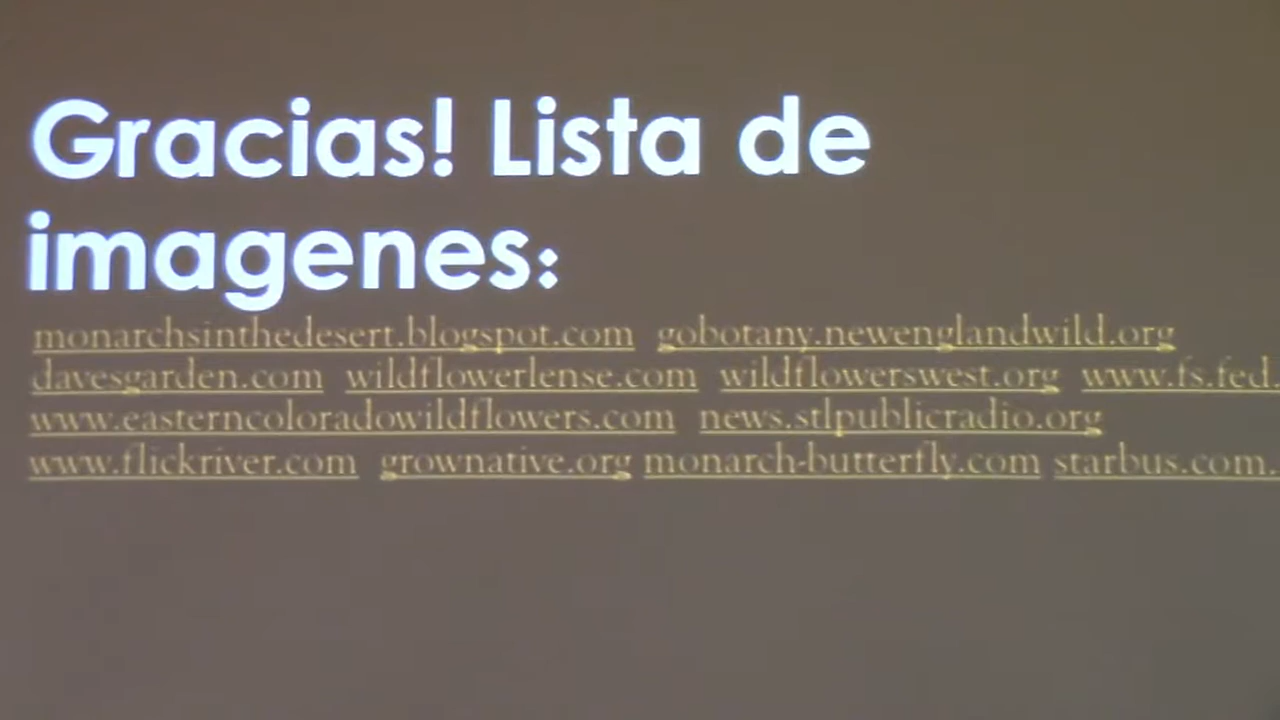 Gracias! Lista de
imagenes:
monarchsinthedesert.blogspot.com gobotany.newenglandwild.org
davesgarden.com wildflowerlense.com wildflowerswest.org www.fs.fed.
www.easterncoloradowildflowers.com news.stlpublicradio.org
www.flickriver.com grownative.org monarch-butterfly.com starbus.com.